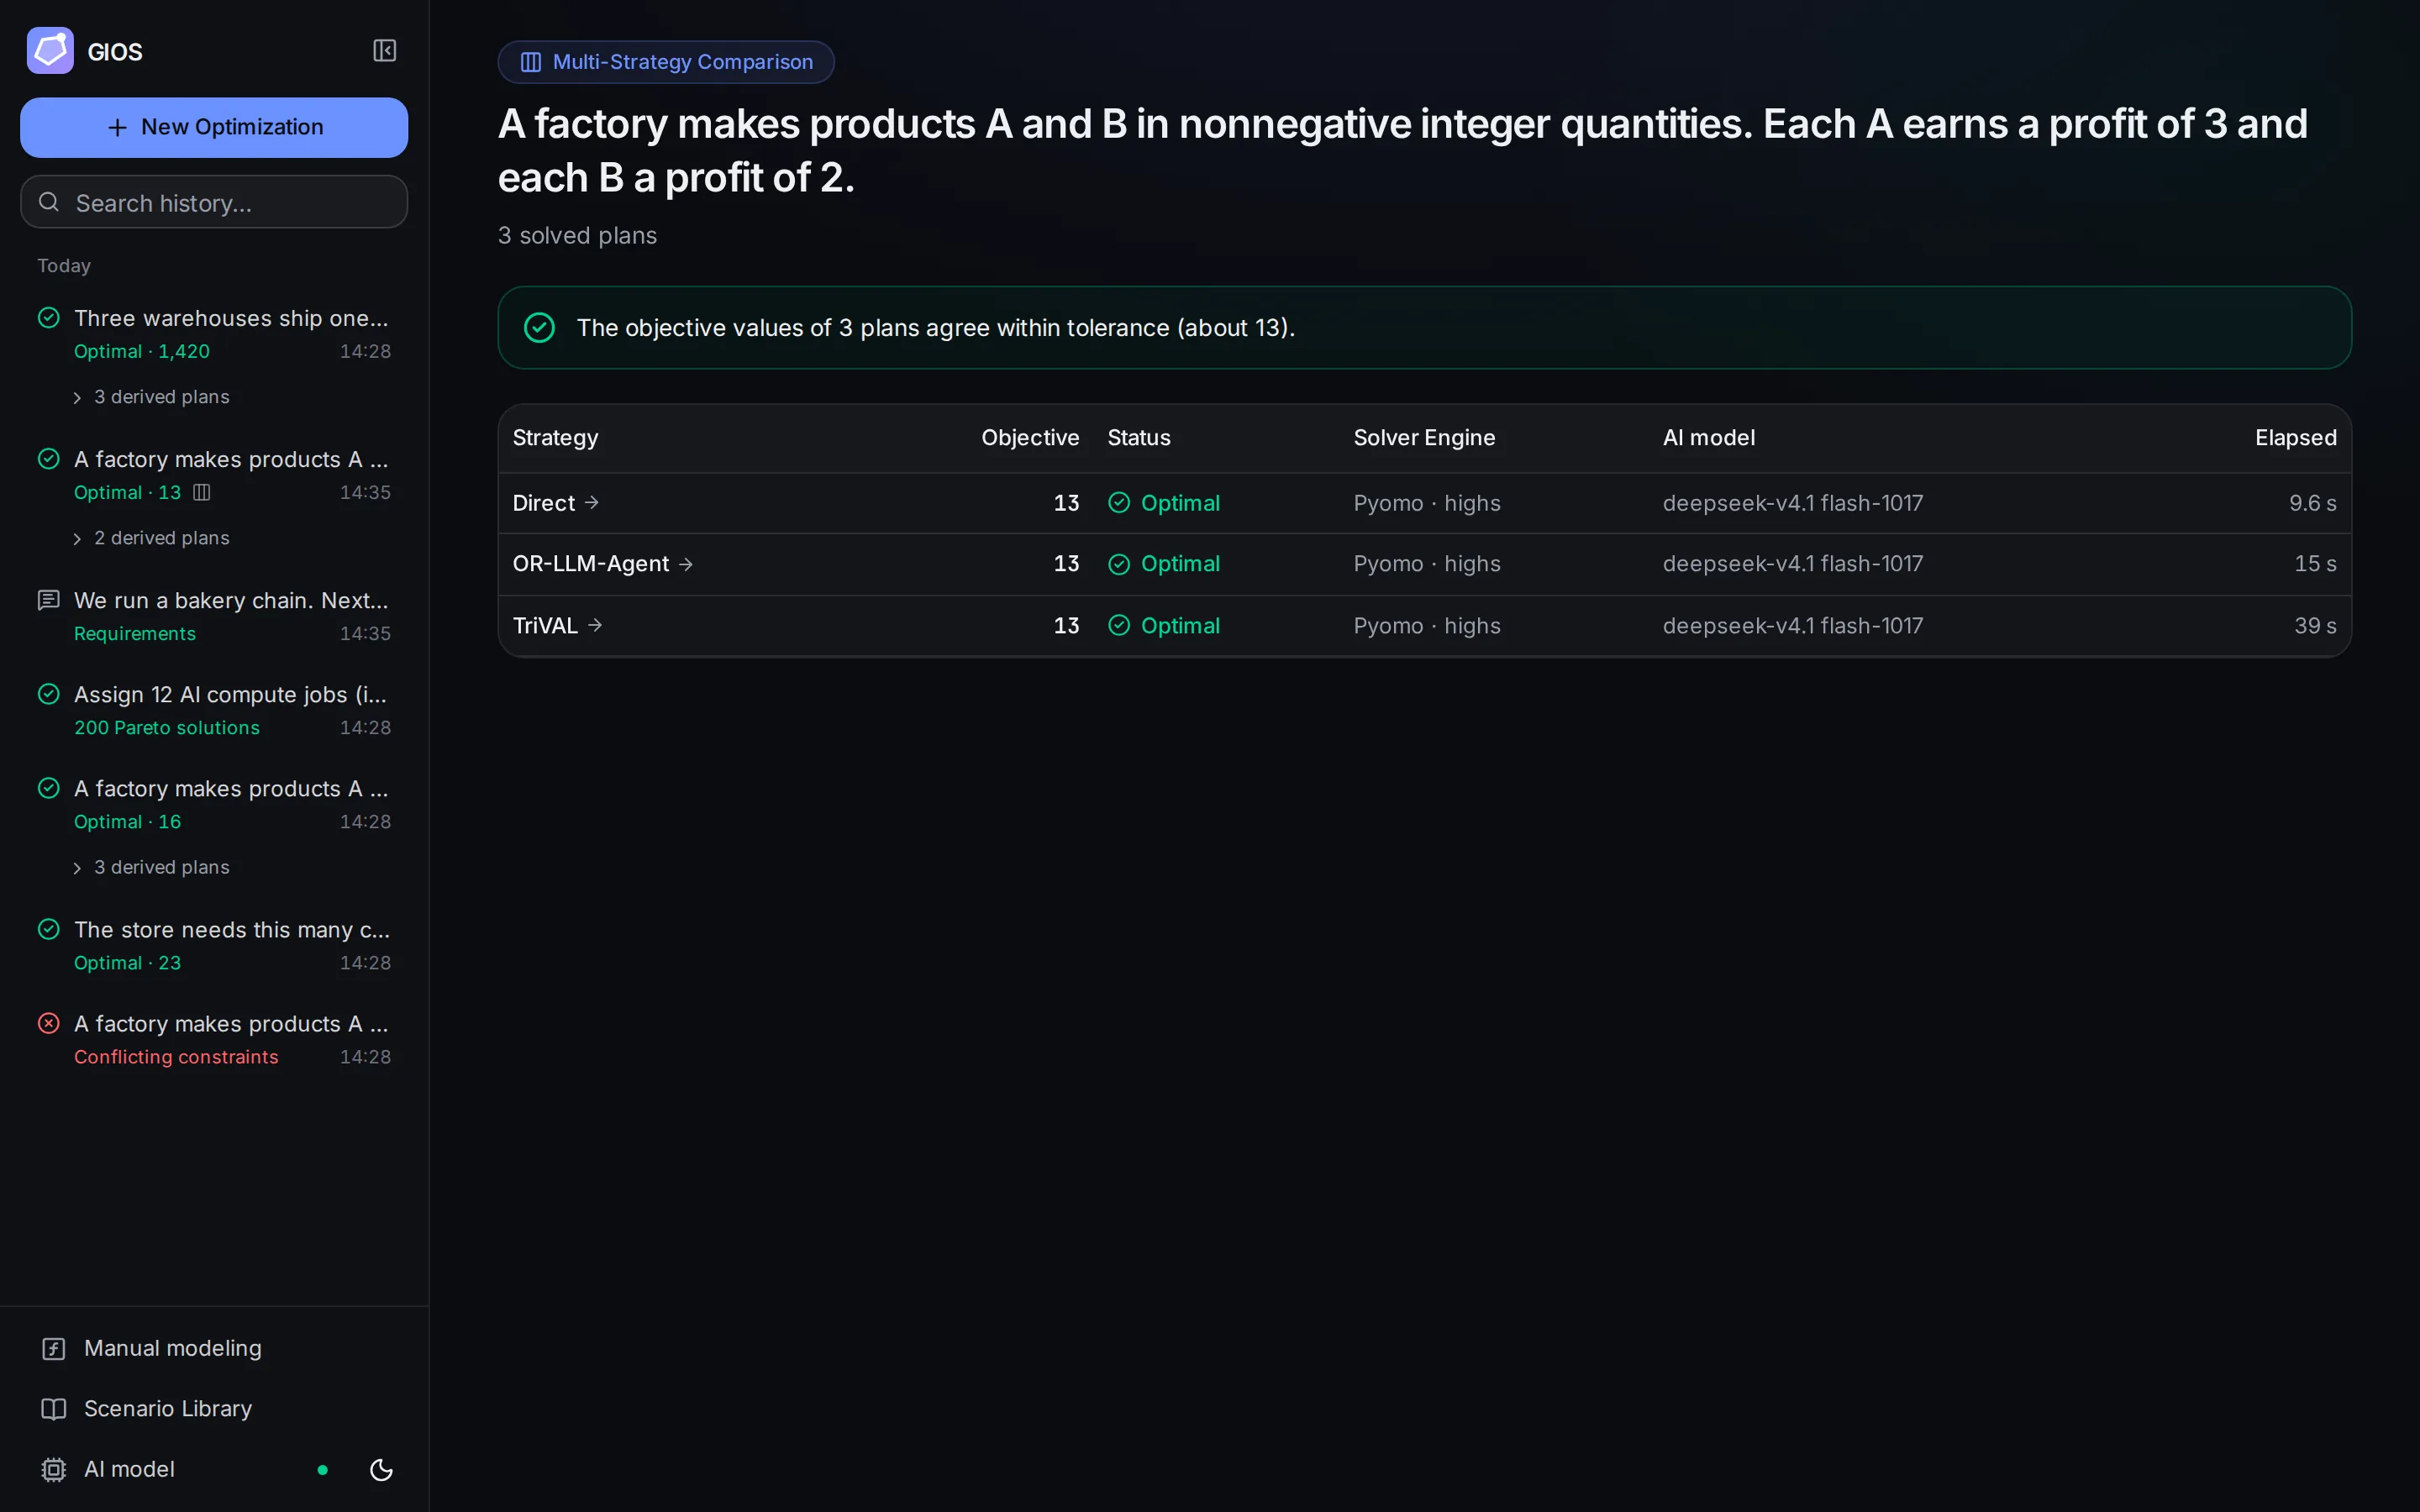 GIOS
New Optimization
Search history...
Today
Three warehouses ship one...
Optimal · 1,420 14:28
3 derived plans
A factory makes products A ...
Optimal · 13 14:35
2 derived plans
We run a bakery chain. Next...
Requirements 14:35
Assign 12 AI compute jobs (i...
200 Pareto solutions 14:28
A factory makes products A ...
Optimal · 16 14:28
3 derived plans
The store needs this many c...
Optimal · 23 14:28
A factory makes products A ...
Conflicting constraints 14:28
Manual modeling
Scenario Library
AI model
Multi-Strategy Comparison
A factory makes products A and B in nonnegative integer quantities. Each A earns a profit of 3 and
each B a profit of 2.
3 solved plans
The objective values of 3 plans agree within tolerance (about 13).
Strategy Objective Status Solver Engine AI model Elapsed
Direct → 13 Optimal Pyomo · highs deepseek-v4.1 flash-1017 9.6 s
OR-LLM-Agent → 13 Optimal Pyomo · highs deepseek-v4.1 flash-1017 15 s
TriVAL → 13 Optimal Pyomo · highs deepseek-v4.1 flash-1017 39 s